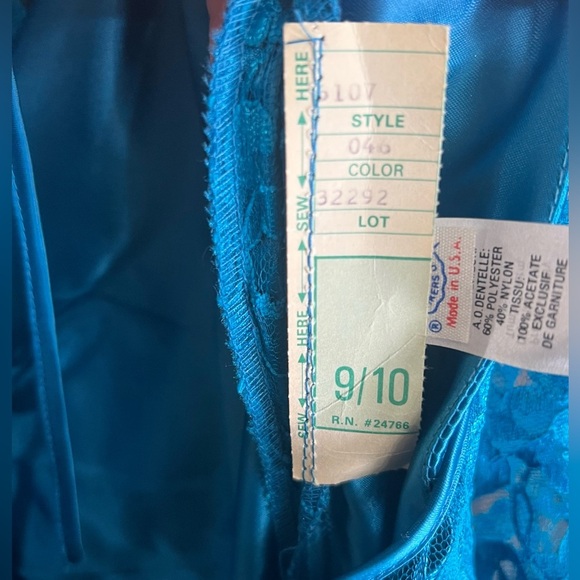 SEW HERE SEW HERE
6107
STYLE
046
COLOR
32292
LOT
9/10
R.N. #24766
®
Made in U.S.A.
A.O.DENTELLE:
60% POLYESTER
40% NYLON
TISSU:
100% ACETATE
EXCLUSIF
DE GARNITURE